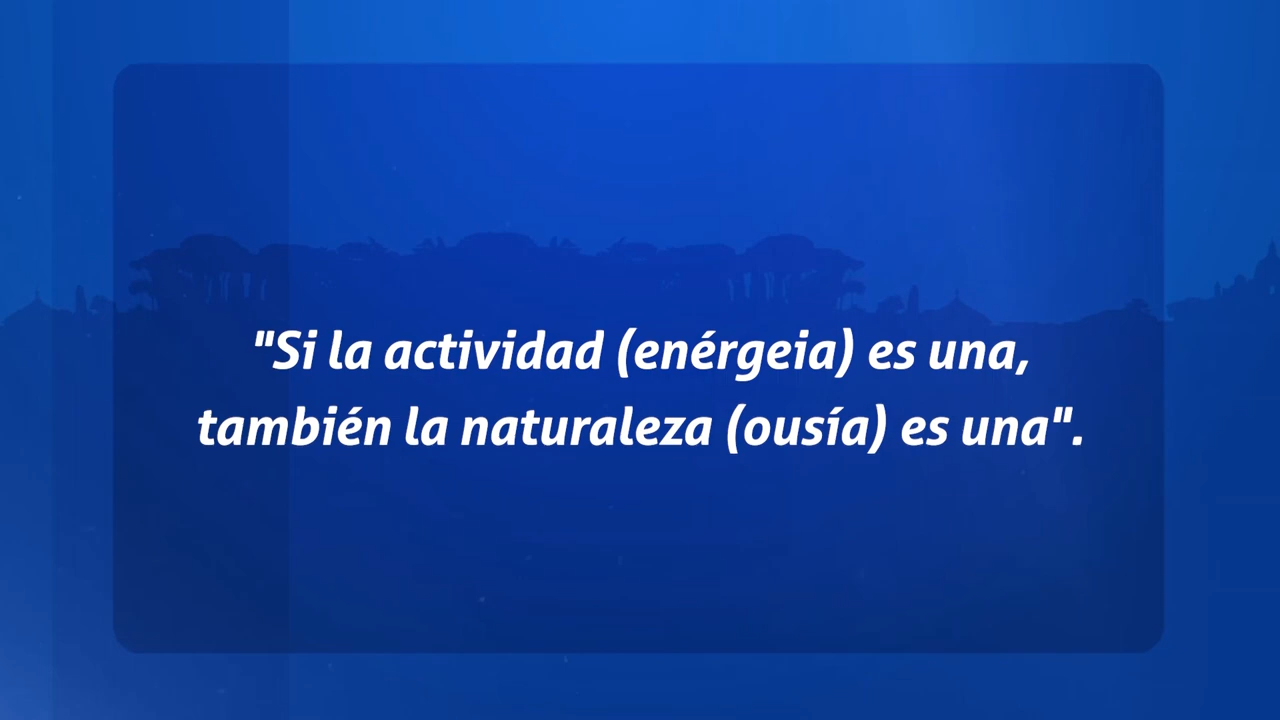 "Si la actividad (enérgeia) es una,
también la naturaleza (ousía) es una".